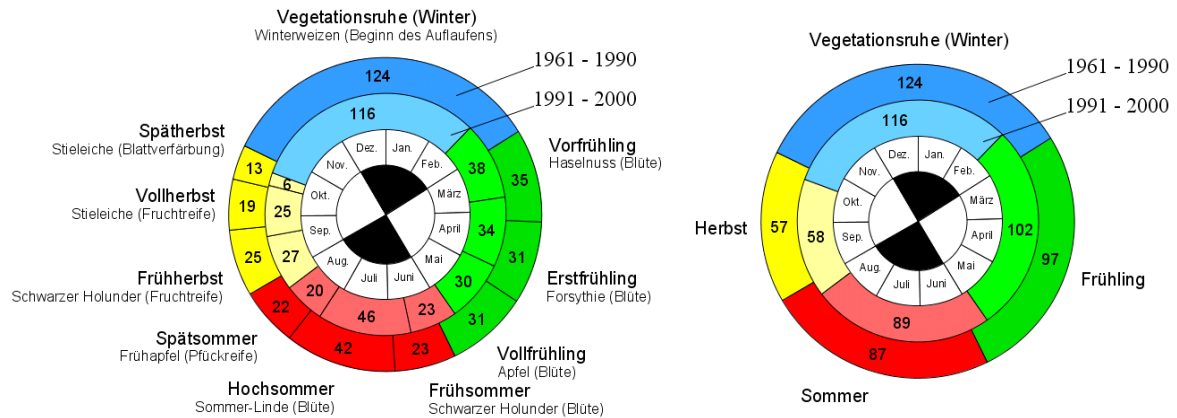 Vegetationsruhe (Winter)
Winterweizen (Beginn des Auflaufens)
1961 - 1990
1991 - 2000
124
116
Vorfrühling
Haselnuss (Blüte)
35
38
Erstfrühling
Forsythie (Blüte)
31
34
Vollfrühling
Apfel (Blüte)
31
30
Frühsommer
Schwarzer Holunder (Blüte)
23
23
Hochsommer
Sommer-Linde (Blüte)
42
46
Spätsommer
Frühapfel (Pfückreife)
22
20
Frühherbst
Schwarzer Holunder (Fruchtreife)
25
27
Vollherbst
Stieleiche (Fruchtreife)
19
25
Spätherbst
Stieleiche (Blattverfärbung)
13
6
Jan.
Feb.
März
April
Mai
Juni
Juli
Aug.
Sep.
Okt.
Nov.
Dez.
Vegetationsruhe (Winter)
1961 - 1990
1991 - 2000
124
116
Frühling
97
102
Sommer
87
89
Herbst
57
58
Jan.
Feb.
März
April
Mai
Juni
Juli
Aug.
Sep.
Okt.
Nov.
Dez.